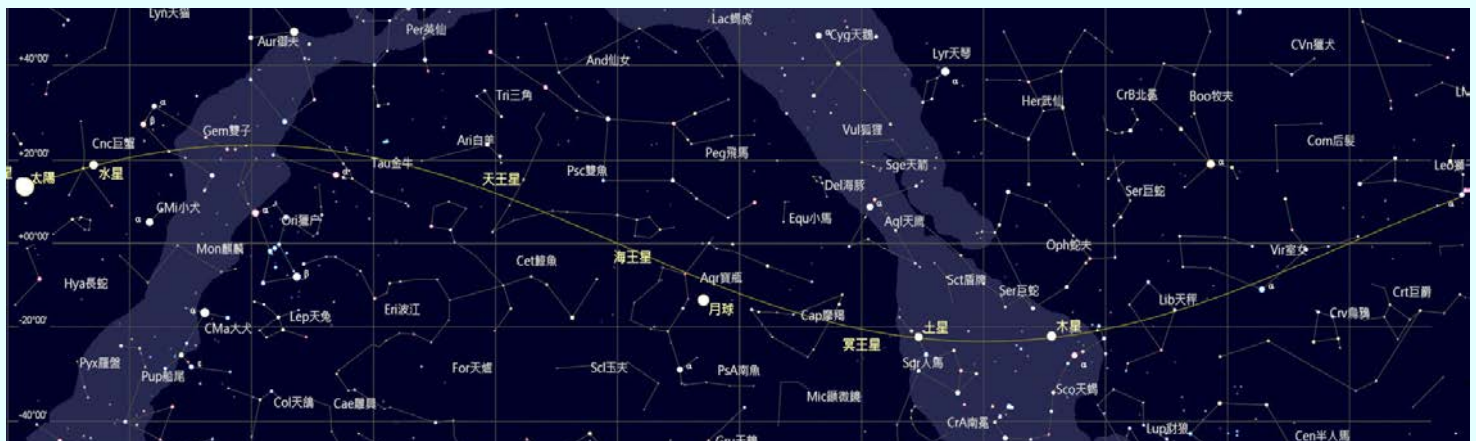 Lyn天貓
Per英仙
Lac蝎虎
Aur御夫
Cyg天鵝
CVn獵犬
+40°00'
And仙女
Lyr天琴
α
α
α
Tri三角
Her武仙
CrB北冕
Boo牧夫
LM
β
Gem雙子
Vul狐狸
Cnc巨蟹
Ari白羊
Com后髮
+20°00'
Tau金牛
Peg飛馬
Sge天箭
Leo獅子
星
太陽
水星
天王星
Psc雙魚
α
Del海豚
Ser巨蛇
α
CMi小犬
α
Ori獵戶
Equ小馬
α
Aql天鷹
α
+00°00'
Mon麒麟
Oph蛇夫
Vir室女
海王星
Cet鯨魚
β
Hya長蛇
Aqr寶瓶
Sct盾牌
Ser巨蛇
α
Crt巨爵
Eri波江
月球
Lib天秤
-20°00'
α
CMa大犬
Lep天兔
Cap摩羯
土星
木星
Crv烏鴉
冥王星
Pyx羅盤
Pup船尾
ε
For天爐
Scl玉夫
α
PsA南魚
Sgr人馬
α
Sco天蝎
-40°00'
Col天鴿
Cae雕具
Mic顯微鏡
CrA南冕
Lup豺狼
Cen半人馬